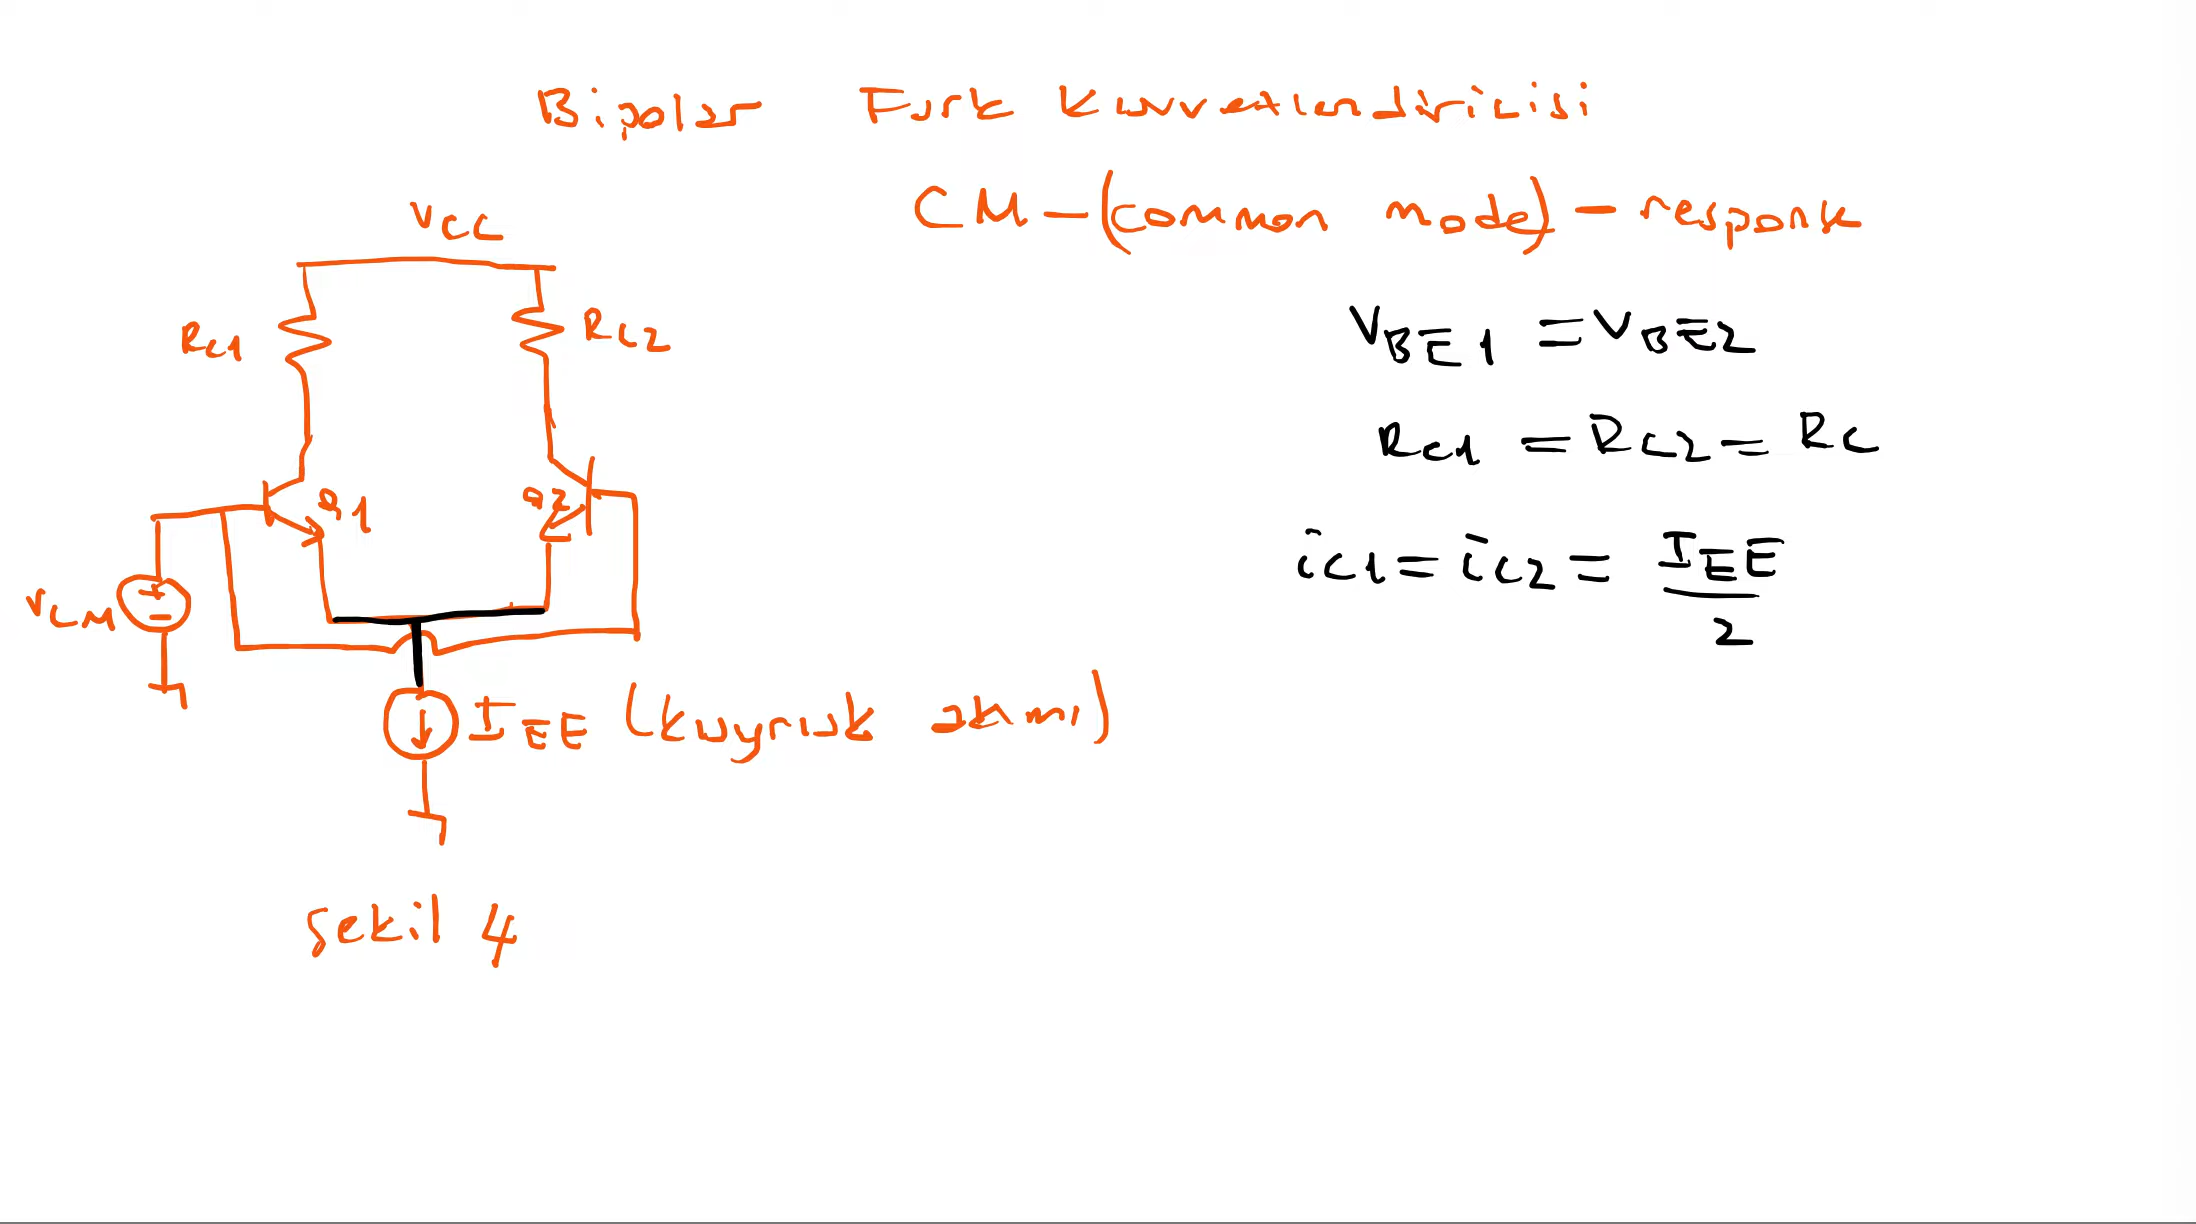 Bipolar Fark Kuvvetlendiricisi
CM-(common mode)-response
VCC
RC1
RC2
VBE1 = VBE2
RC1 = RC2 = RC
Q1
Q2
iC1 = iC2 = IEE / 2
VCM
+
-
IEE (kuyruk akımı)
Şekil 4